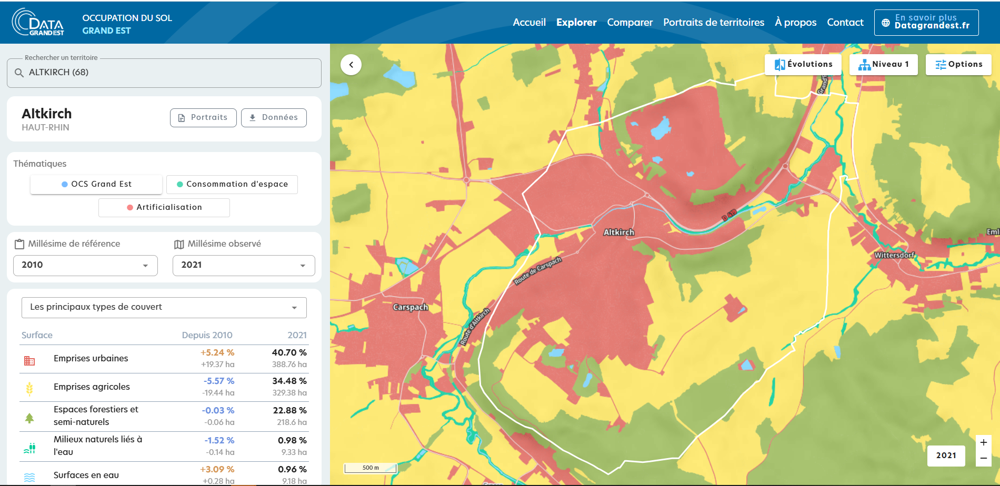 DATA
GRANDEST
OCCUPATION DU SOL
GRAND EST
Accueil
Explorer
Comparer
Portraits de territoires
À propos
Contact
En savoir plus
Datagrandest.fr
Rechercher un territoire
ALTKIRCH (68)
Altkirch
HAUT-RHIN
Portraits
Données
Thématiques
OCS Grand Est
Consommation d'espace
Artificialisation
Millésime de référence
Millésime observé
2010
2021
Les principaux types de couvert
Surface Depuis 2010 2021
Emprises urbaines +5.24 % 40.70 %
+19.37 ha 388.76 ha
Emprises agricoles -5.57 % 34.48 %
-19.44 ha 329.38 ha
Espaces forestiers et semi-naturels -0.03 % 22.88 %
-0.06 ha 218.6 ha
Milieux naturels liés à l'eau -1.52 % 0.98 %
-0.14 ha 9.33 ha
Surfaces en eau +3.09 % 0.96 %
+0.28 ha 9.18 ha
Évolutions
Niveau 1
Options
D 419
Altkirch
Wittersdorf
Route de Carspach
Carspach
Route d'Altkirch
500 m
2021
+
−